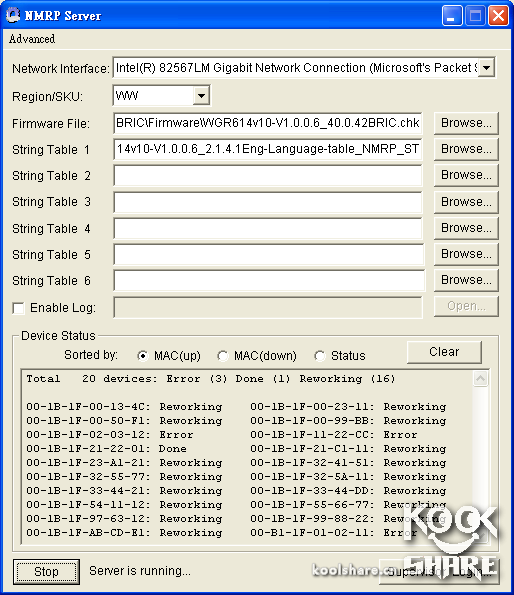 NMRP Server
Advanced
Network Interface: Intel(R) 82567LM Gigabit Network Connection (Microsoft's Packet S
Region/SKU: WW
Firmware File: BRIC\Firmware\WGR614v10-V1.0.0.6_40.0.42BRIC.chk Browse...
String Table 1 14v10-V1.0.0.6_2.1.4.1Eng-Language-table_NMRP_ST Browse...
String Table 2 Browse...
String Table 3 Browse...
String Table 4 Browse...
String Table 5 Browse...
String Table 6 Browse...
Enable Log: Open...
Device Status
Sorted by: MAC(up) MAC(down) Status Clear
Total 20 devices: Error (3) Done (1) Reworking (16)
00-1B-1F-00-13-4C: Reworking 00-1B-1F-00-23-11: Reworking
00-1B-1F-00-50-F1: Reworking 00-1B-1F-00-99-BB: Reworking
00-1B-1F-02-03-12: Error 00-1B-1F-11-22-CC: Error
00-1B-1F-21-22-01: Done 00-1B-1F-21-C1-11: Reworking
00-1B-1F-23-A1-21: Reworking 00-1B-1F-32-41-51: Reworking
00-1B-1F-32-55-77: Reworking 00-1B-1F-32-5A-11: Reworking
00-1B-1F-33-44-21: Reworking 00-1B-1F-33-44-DD: Reworking
00-1B-1F-54-11-12: Reworking 00-1B-1F-55-66-77: Reworking
00-1B-1F-97-63-12: Reworking 00-1B-1F-99-88-22: Reworking
00-1B-1F-AB-CD-E1: Reworking 00-B1-1F-01-02-11: Error
KOOL
SHARE
Stop Server is running... koolshare.c Supervisor Login...